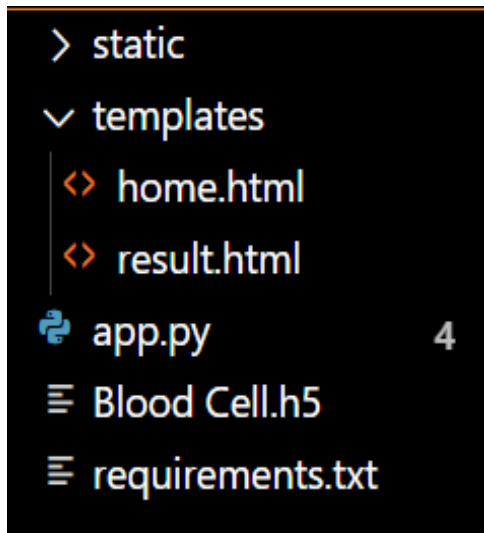 static
templates
home.html
result.html
app.py 4
Blood Cell.h5
requirements.txt